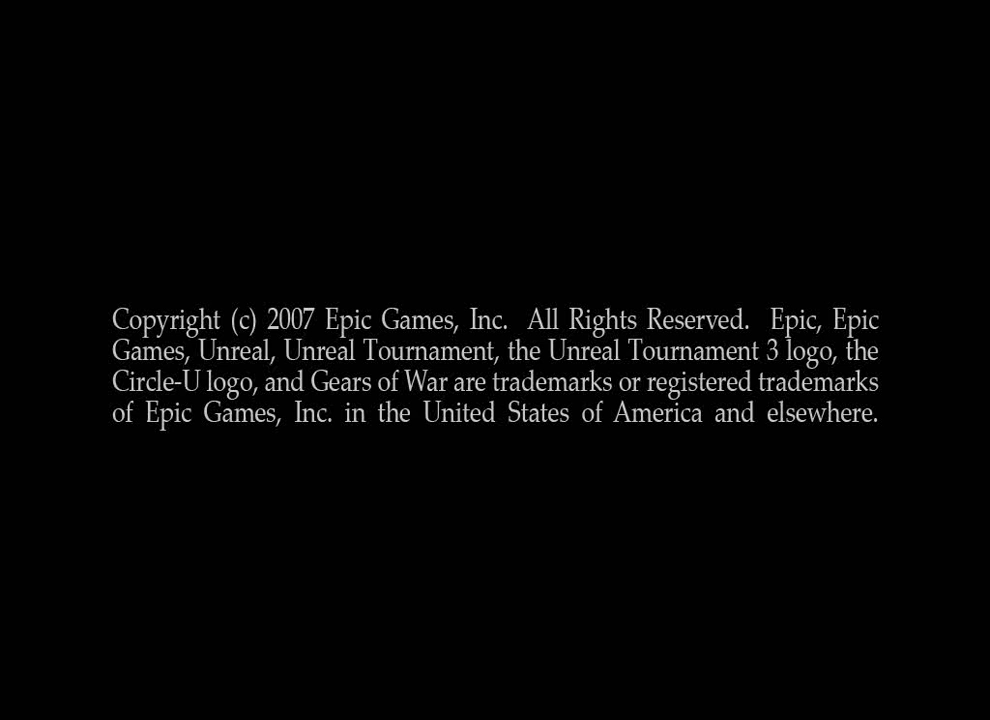 Copyright (c) 2007 Epic Games, Inc.  All Rights Reserved.  Epic, Epic
Games, Unreal, Unreal Tournament, the Unreal Tournament 3 logo, the
Circle-U logo, and Gears of War are trademarks or registered trademarks
of Epic Games, Inc. in the United States of America and elsewhere.